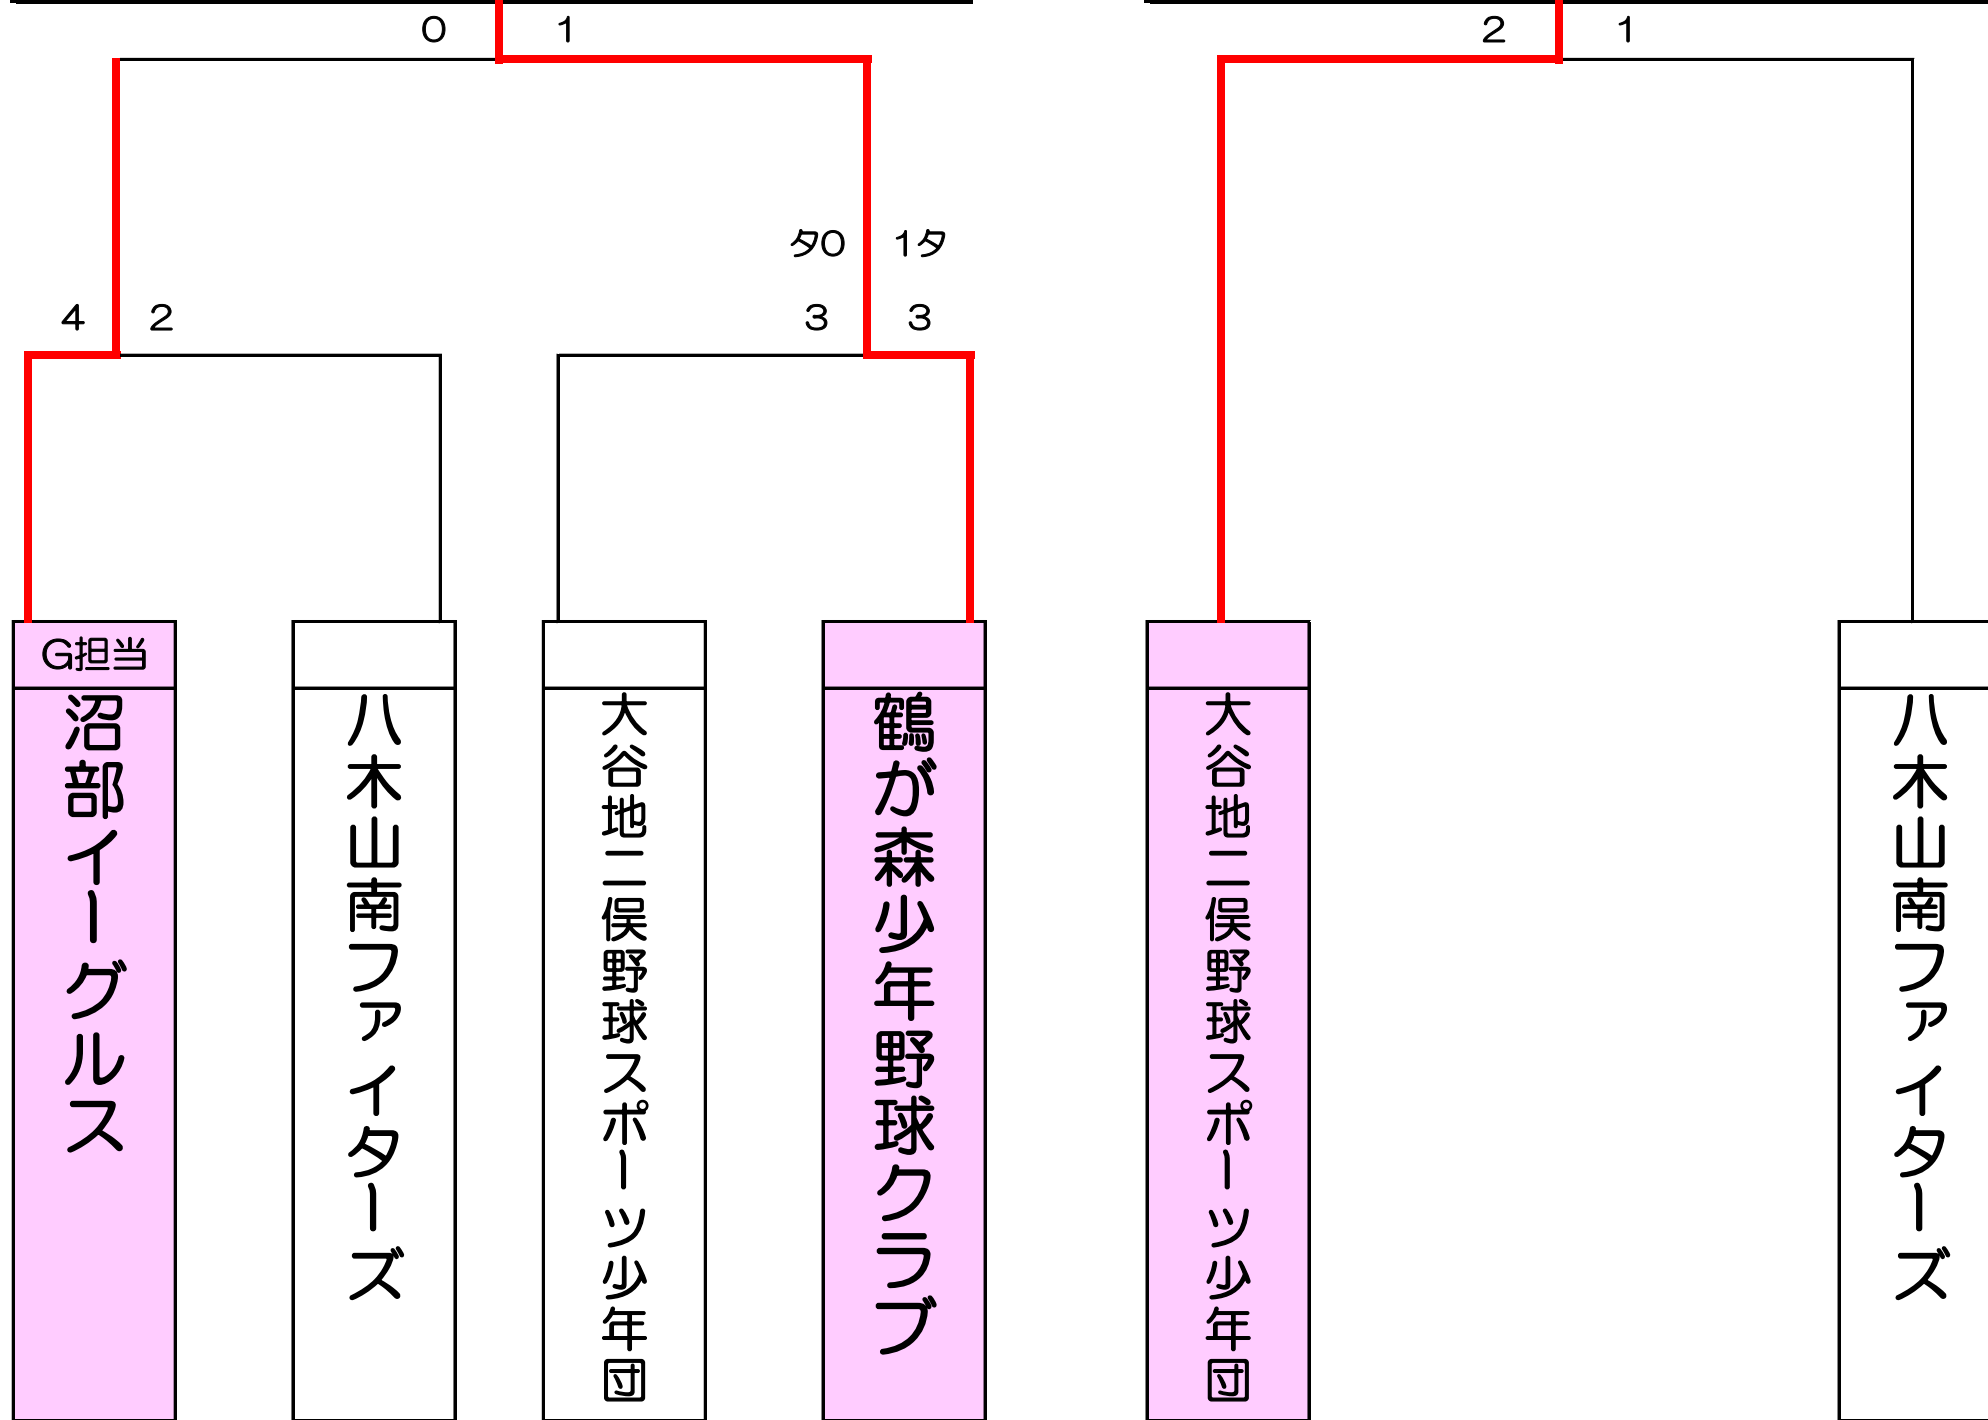 0 1
2 1
タ0 1タ
4 2
3 3
G担当
沼部イーグルス
八木山南ファイターズ
大谷地二俣野球スポーツ少年団
鶴が森少年野球クラブ
大谷地二俣野球スポーツ少年団
八木山南ファイターズ